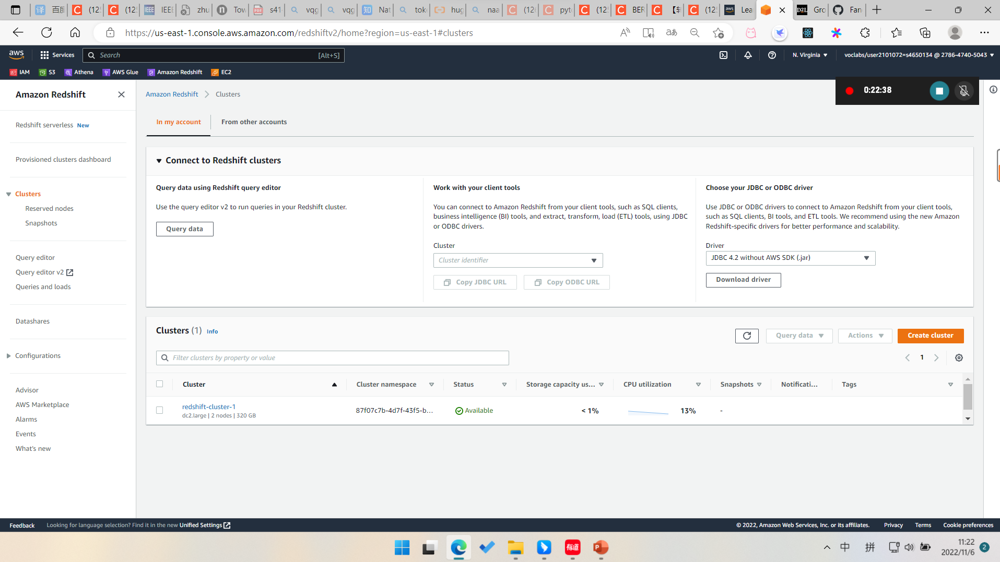 百度
(12
(12
IEEE
zhu
Tow
s41
vqg
vqg
Nat
tok
hug
naa
(120
pyt
(12
BER
【转
(12
Lea
Gro
Fan
https://us-east-1.console.aws.amazon.com/redshiftv2/home?region=us-east-1#clusters
aws
Services
Search
[Alt+S]
N. Virginia
voclabs/user2101072=s4650134 @ 2786-4740-5043
IAM
S3
Athena
AWS Glue
Amazon Redshift
EC2
0:22:38
Amazon Redshift
Redshift serverless New
Provisioned clusters dashboard
Clusters
Reserved nodes
Snapshots
Query editor
Query editor v2
Queries and loads
Datashares
Configurations
Advisor
AWS Marketplace
Alarms
Events
What's new
Amazon Redshift
Clusters
In my account
From other accounts
Connect to Redshift clusters
Query data using Redshift query editor
Use the query editor v2 to run queries in your Redshift cluster.
Query data
Work with your client tools
You can connect to Amazon Redshift from your client tools, such as SQL clients,
business intelligence (BI) tools, and extract, transform, load (ETL) tools, using JDBC
or ODBC drivers.
Cluster
Cluster identifier
Copy JDBC URL
Copy ODBC URL
Choose your JDBC or ODBC driver
Use JDBC or ODBC drivers to connect to Amazon Redshift from your client tools,
such as SQL clients, BI tools, and ETL tools. We recommend using the new Amazon
Redshift-specific drivers for better performance and scalability.
Driver
JDBC 4.2 without AWS SDK (.jar)
Download driver
Clusters (1) Info
Query data
Actions
Create cluster
Filter clusters by property or value
1
Cluster
Cluster namespace
Status
Storage capacity us...
CPU utilization
Snapshots
Notificati...
Tags
redshift-cluster-1
dc2.large | 2 nodes | 320 GB
87f07c7b-4d7f-43f5-b...
Available
< 1%
13%
-
Feedback
Looking for language selection? Find it in the new Unified Settings
© 2022, Amazon Web Services, Inc. or its affiliates.
Privacy
Terms
Cookie preferences
有道
中
拼
11:22
2022/11/6
2